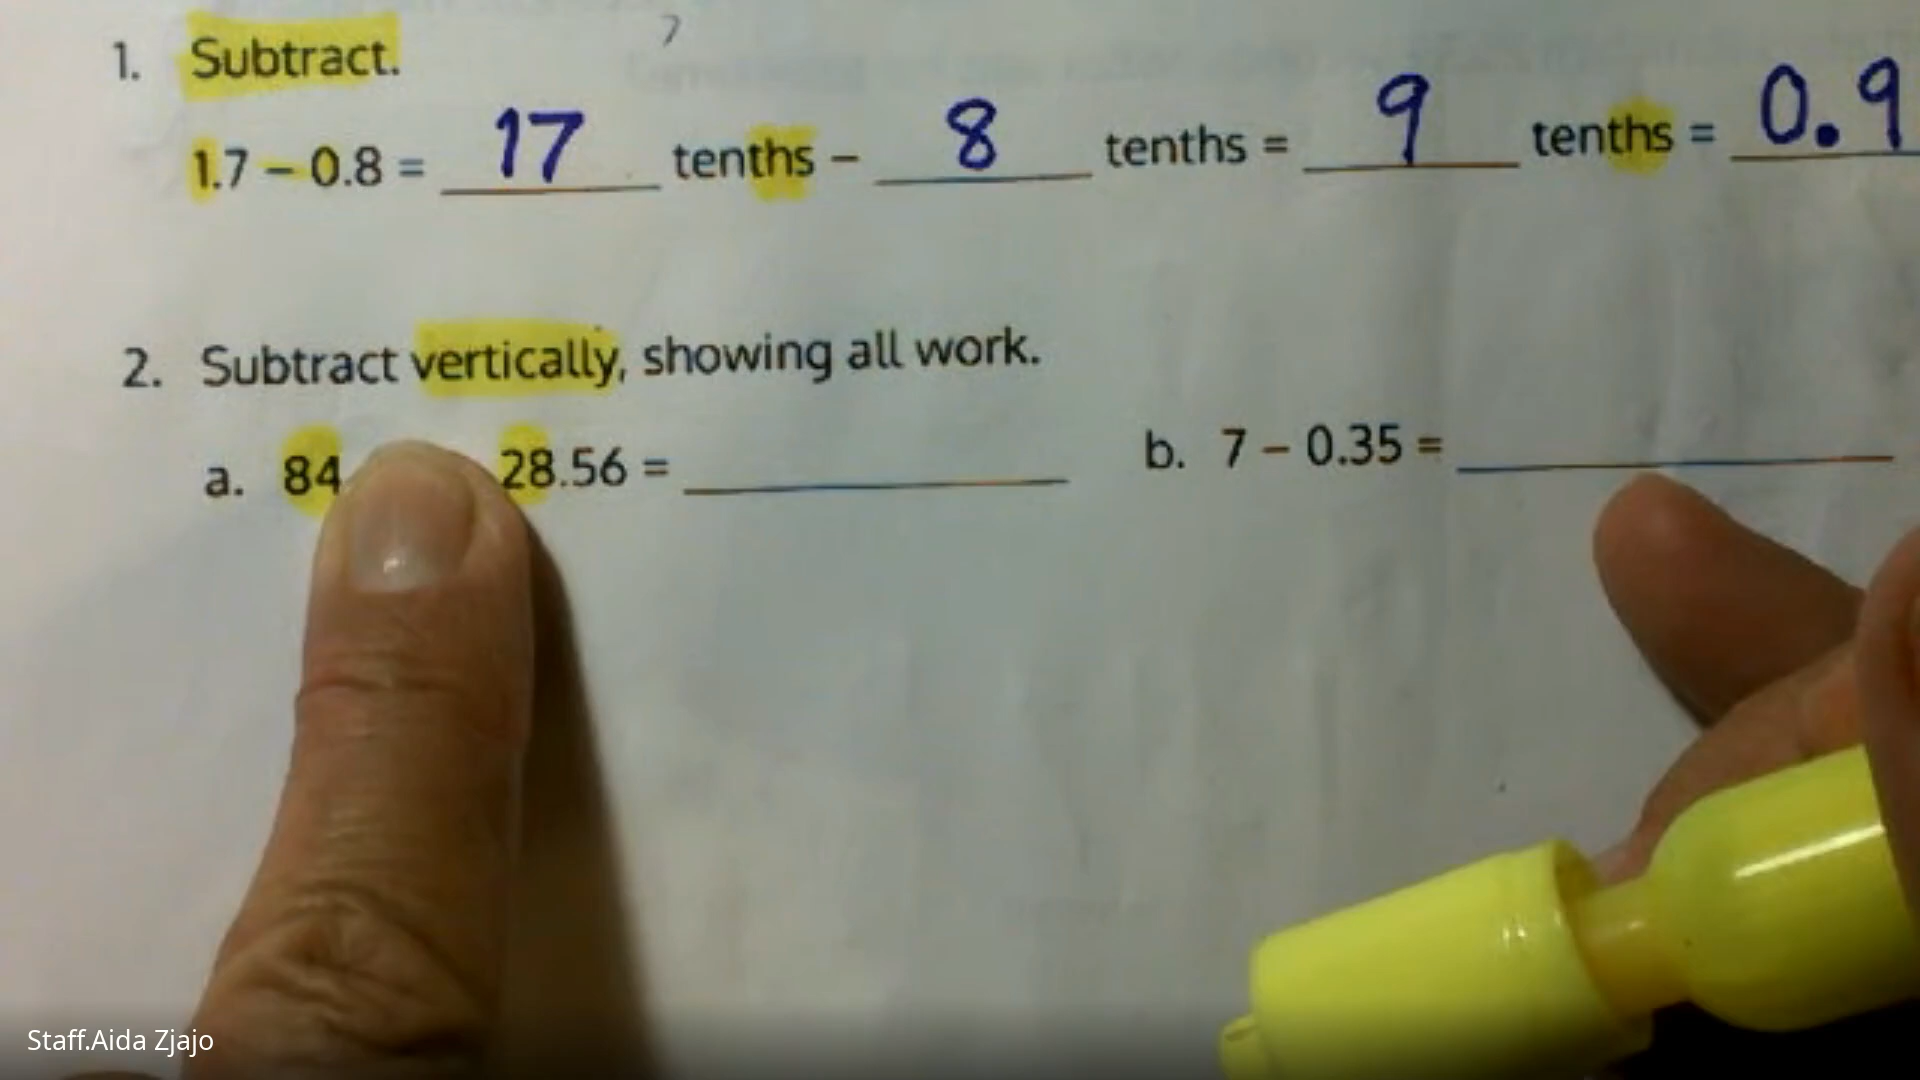 7
1. Subtract.
1.7 – 0.8 = 17 tenths – 8 tenths = 9 tenths = 0.9
2. Subtract vertically, showing all work.
a. 84 28.56 = b. 7 – 0.35 =
Staff.Aida Zjajo